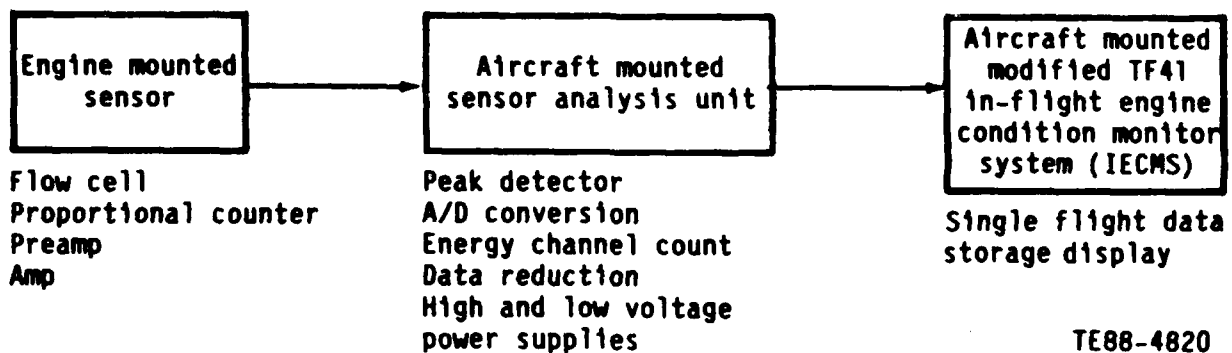 Engine mounted
sensor
Flow cell
Proportional counter
Preamp
Amp
Aircraft mounted
sensor analysis unit
Peak detector
A/D conversion
Energy channel count
Data reduction
High and low voltage
power supplies
Aircraft mounted
modified TF41
in-flight engine
condition monitor
system (IECMS)
Single flight data
storage display
TE88-4820